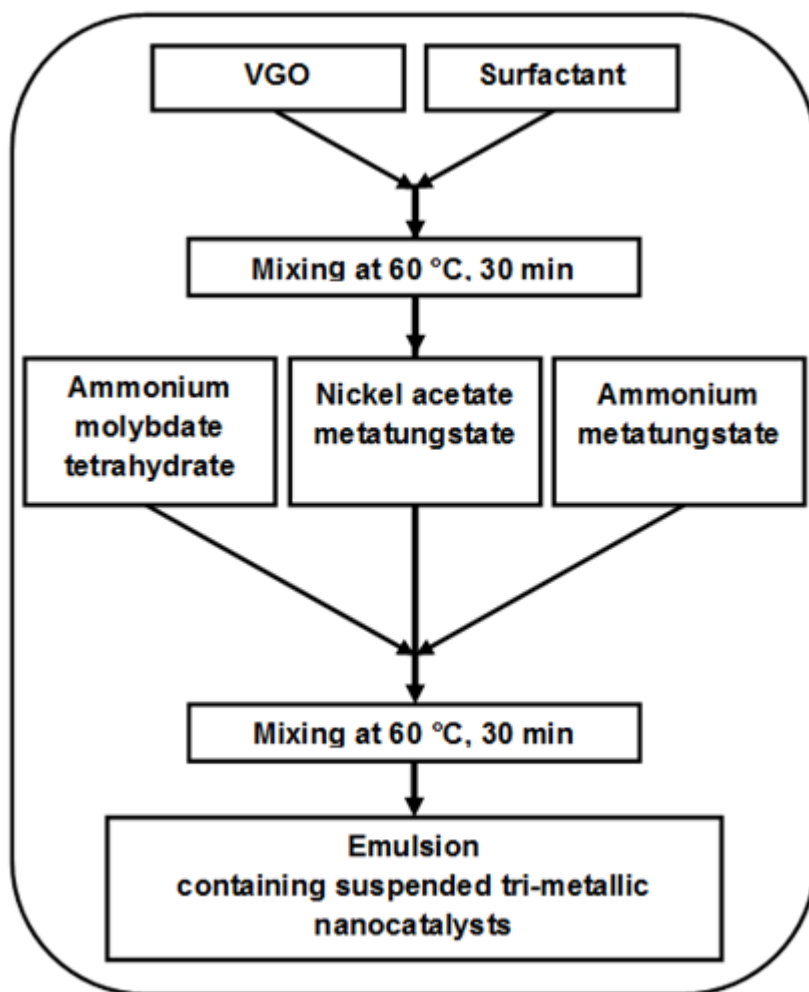 VGO
Surfactant
Mixing at 60 °C, 30 min
Ammonium
molybdate
tetrahydrate
Nickel acetate
metatungstate
Ammonium
metatungstate
Mixing at 60 °C, 30 min
Emulsion
containing suspended tri-metallic
nanocatalysts